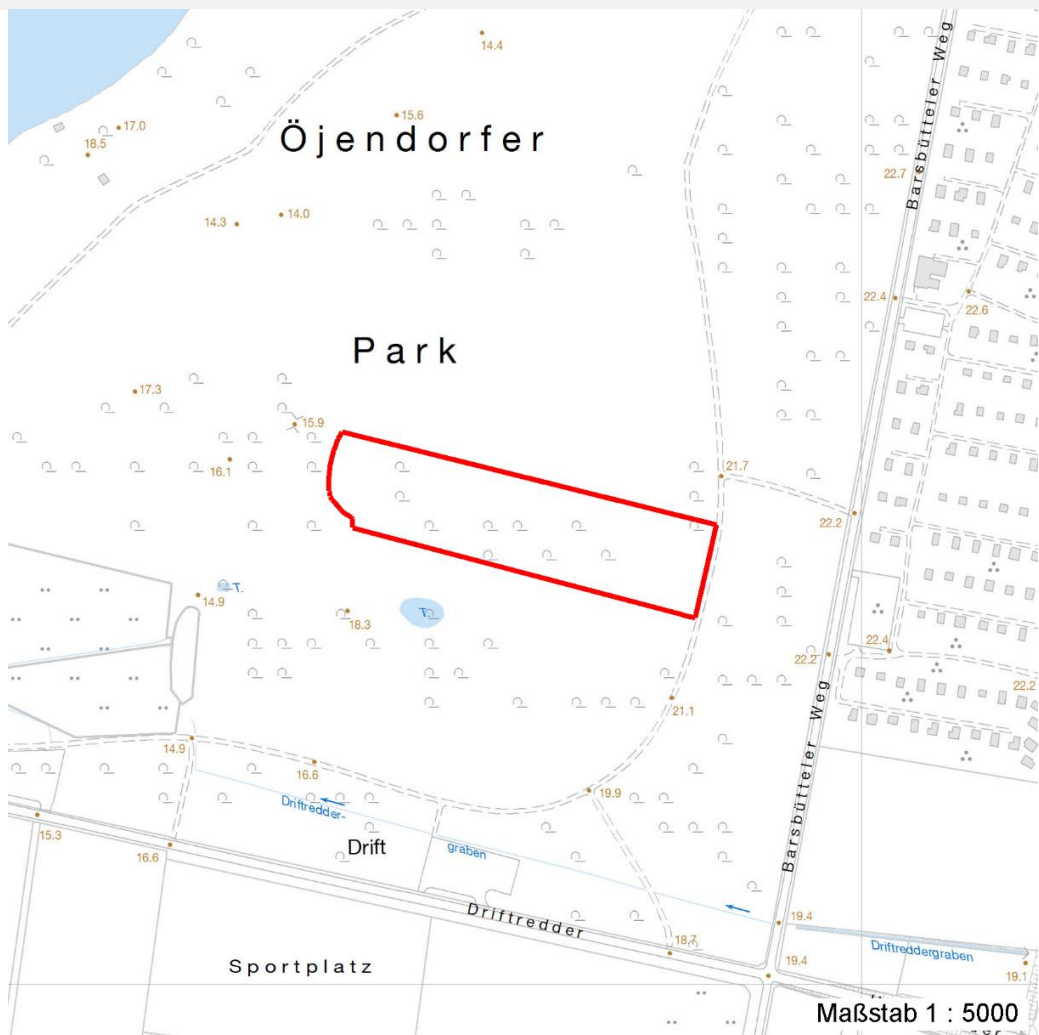 14.4
17.0
15.6
18.5
Öjendorfer
Barsbütteler Weg
22.7
14.3
14.0
22.4
22.6
Park
17.3
15.9
16.1
21.7
22.2
14.9
T.
18.3
T.
22.4
22.2
22.2
21.1
14.9
16.6
19.9
Driftredder-
15.3
16.6
Drift
graben
Barsbütteler Weg
Driftredder
19.4
Driftreddergraben
18.7
19.4
19.1
Sportplatz
Maßstab 1 : 5000